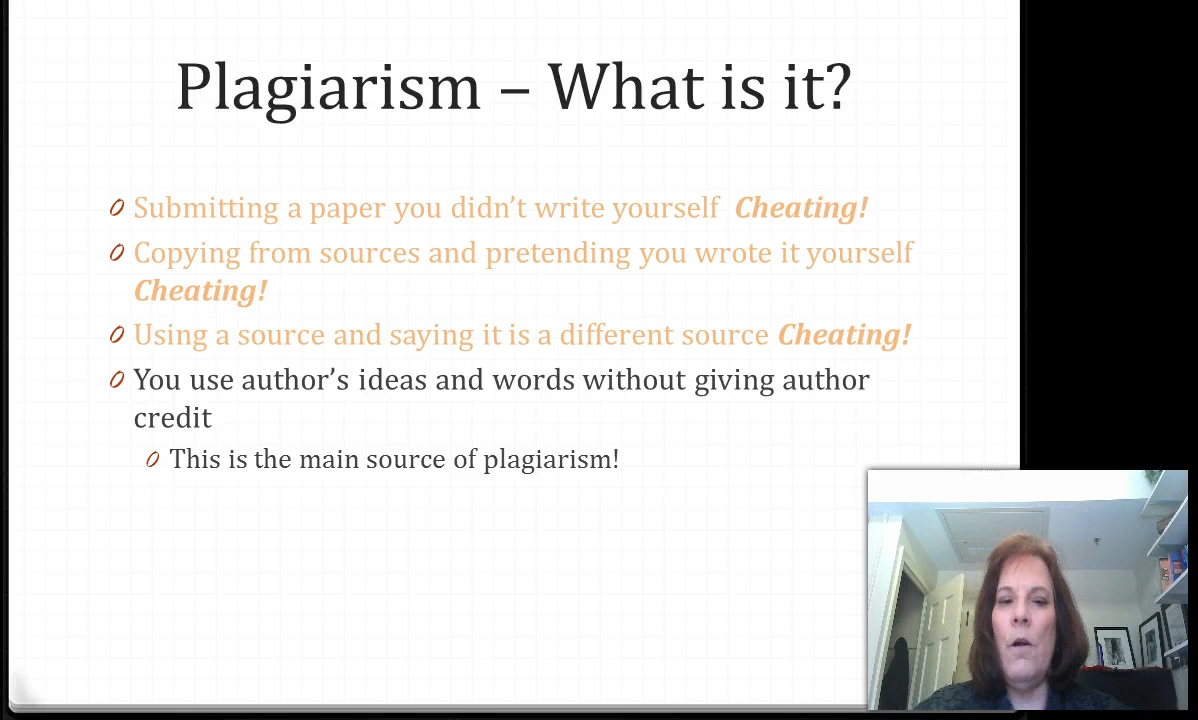 Plagiarism – What is it?
Submitting a paper you didn’t write yourself  Cheating!
Copying from sources and pretending you wrote it yourself
Cheating!
Using a source and saying it is a different source Cheating!
You use author’s ideas and words without giving author
credit
This is the main source of plagiarism!